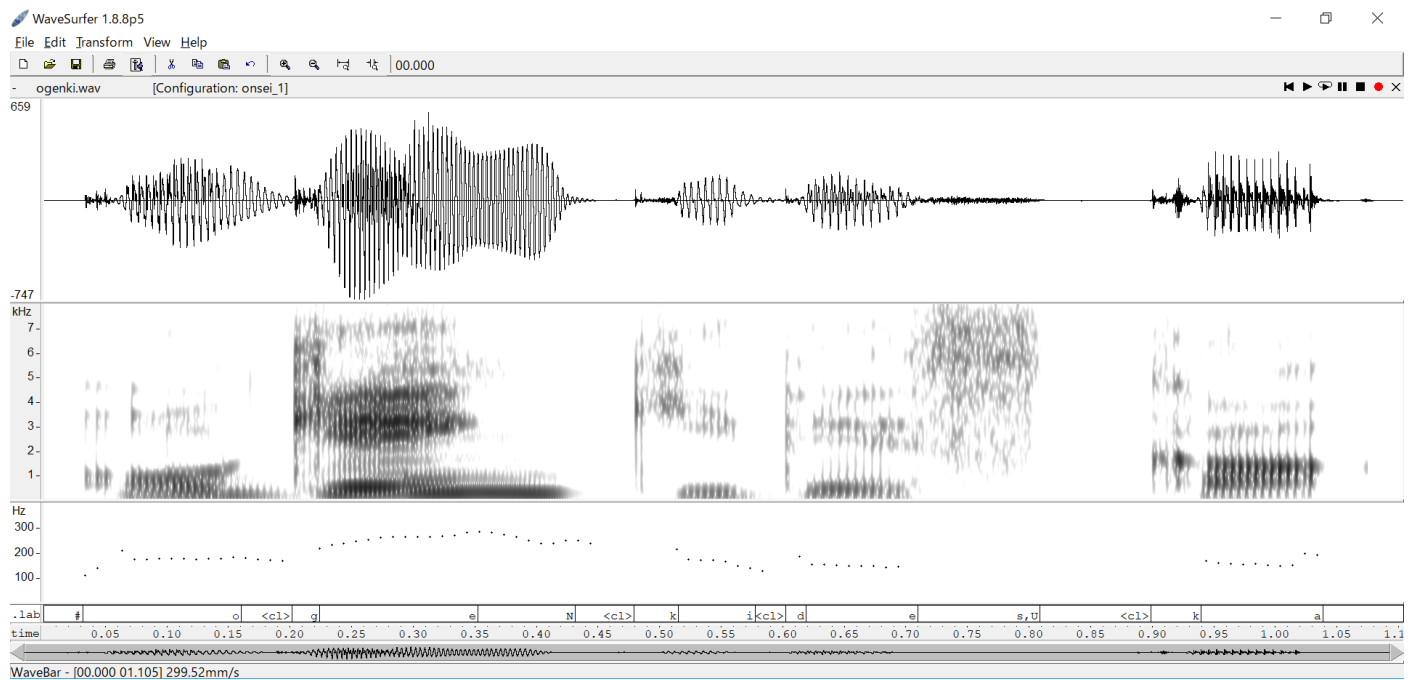 WaveSurfer 1.8.8p5
File Edit Transform View Help
00.000
- ogenki.wav [Configuration: onsei_1]
659
-747
kHz
7
6
5
4
3
2
1
Hz
300
200
100
.lab # o <cl> g e N <cl> k i <cl> d e s,U <cl> k a
time 0.05 0.10 0.15 0.20 0.25 0.30 0.35 0.40 0.45 0.50 0.55 0.60 0.65 0.70 0.75 0.80 0.85 0.90 0.95 1.00 1.05 1.1
WaveBar - [00.000 01.105] 299.52mm/s